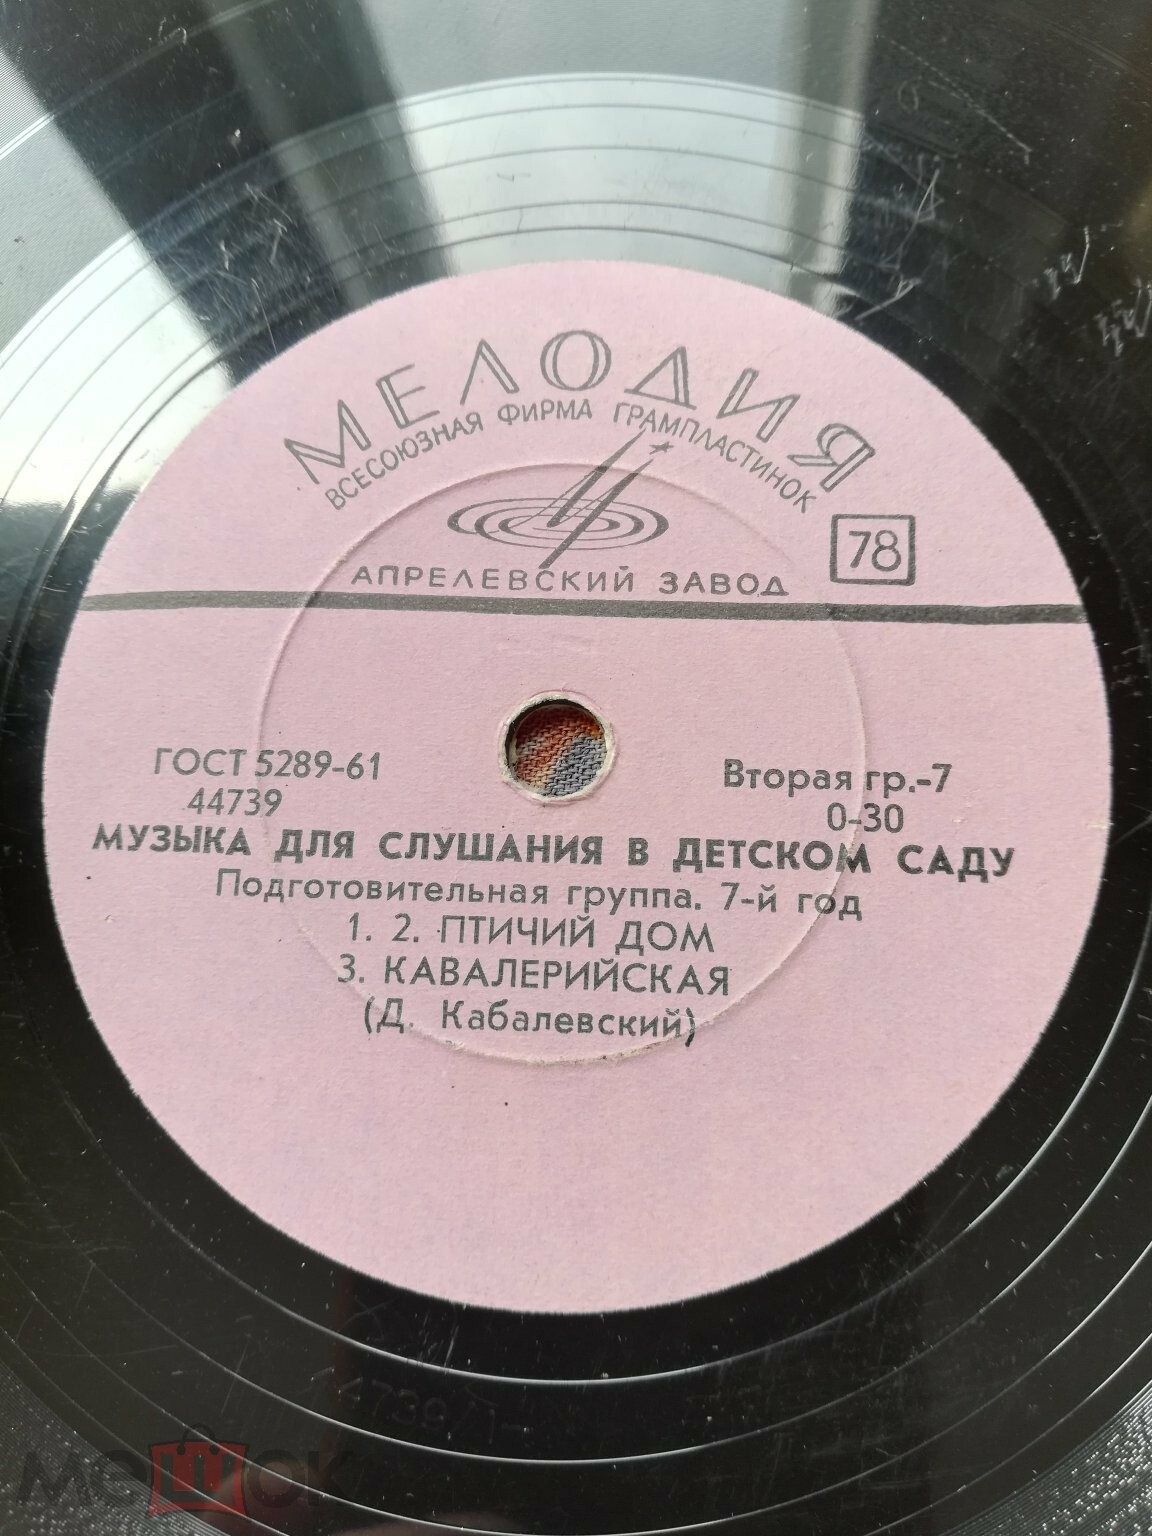 МЕЛОДИЯ
ВСЕСОЮЗНАЯ ФИРМА ГРАМПЛАСТИНОК
78
АПРЕЛЕВСКИЙ ЗАВОД
ГОСТ 5289-61
Вторая гр.-7
44739
0-30
МУЗЫКА ДЛЯ СЛУШАНИЯ В ДЕТСКОМ САДУ
Подготовительная группа. 7-й год
1. 2. ПТИЧИЙ ДОМ
3. КАВАЛЕРИЙСКАЯ
(Д. Кабалевский)
мешок